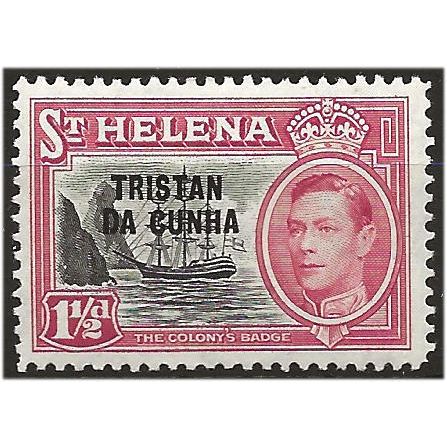 ST HELENA
TRISTAN
DA CUNHA
1½d
THE COLONY'S BADGE